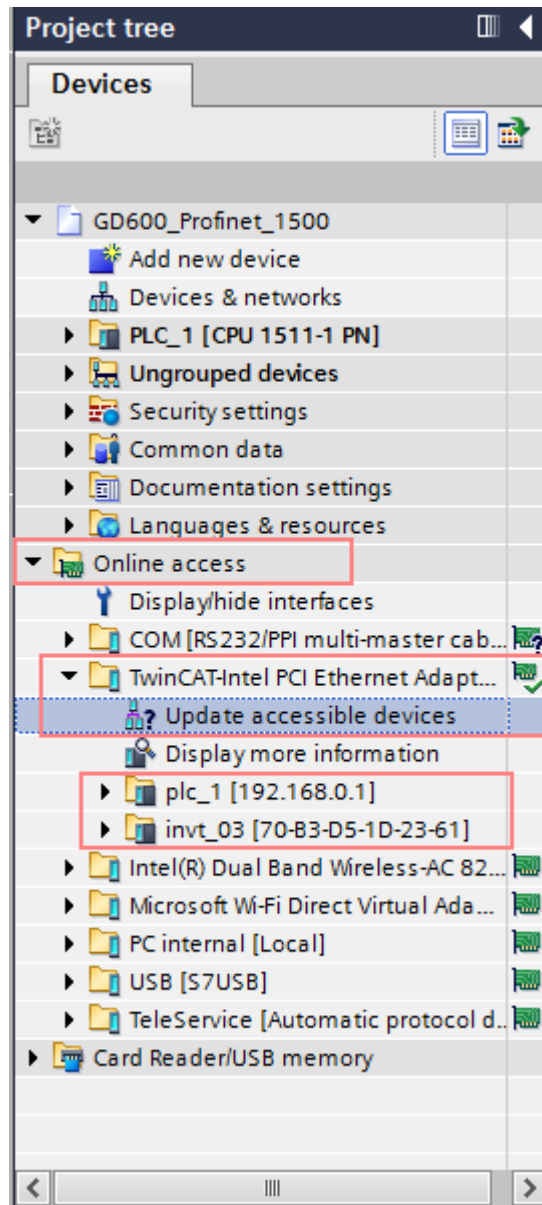 Project tree
Devices
GD600_Profinet_1500
Add new device
Devices & networks
PLC_1 [CPU 1511-1 PN]
Ungrouped devices
Security settings
Common data
Documentation settings
Languages & resources
Online access
Display/hide interfaces
COM [RS232/PPI multi-master cab...
TwinCAT-Intel PCI Ethernet Adapt...
Update accessible devices
Display more information
plc_1 [192.168.0.1]
invt_03 [70-B3-D5-1D-23-61]
Intel(R) Dual Band Wireless-AC 82...
Microsoft Wi-Fi Direct Virtual Ada...
PC internal [Local]
USB [S7USB]
TeleService [Automatic protocol d..
Card Reader/USB memory